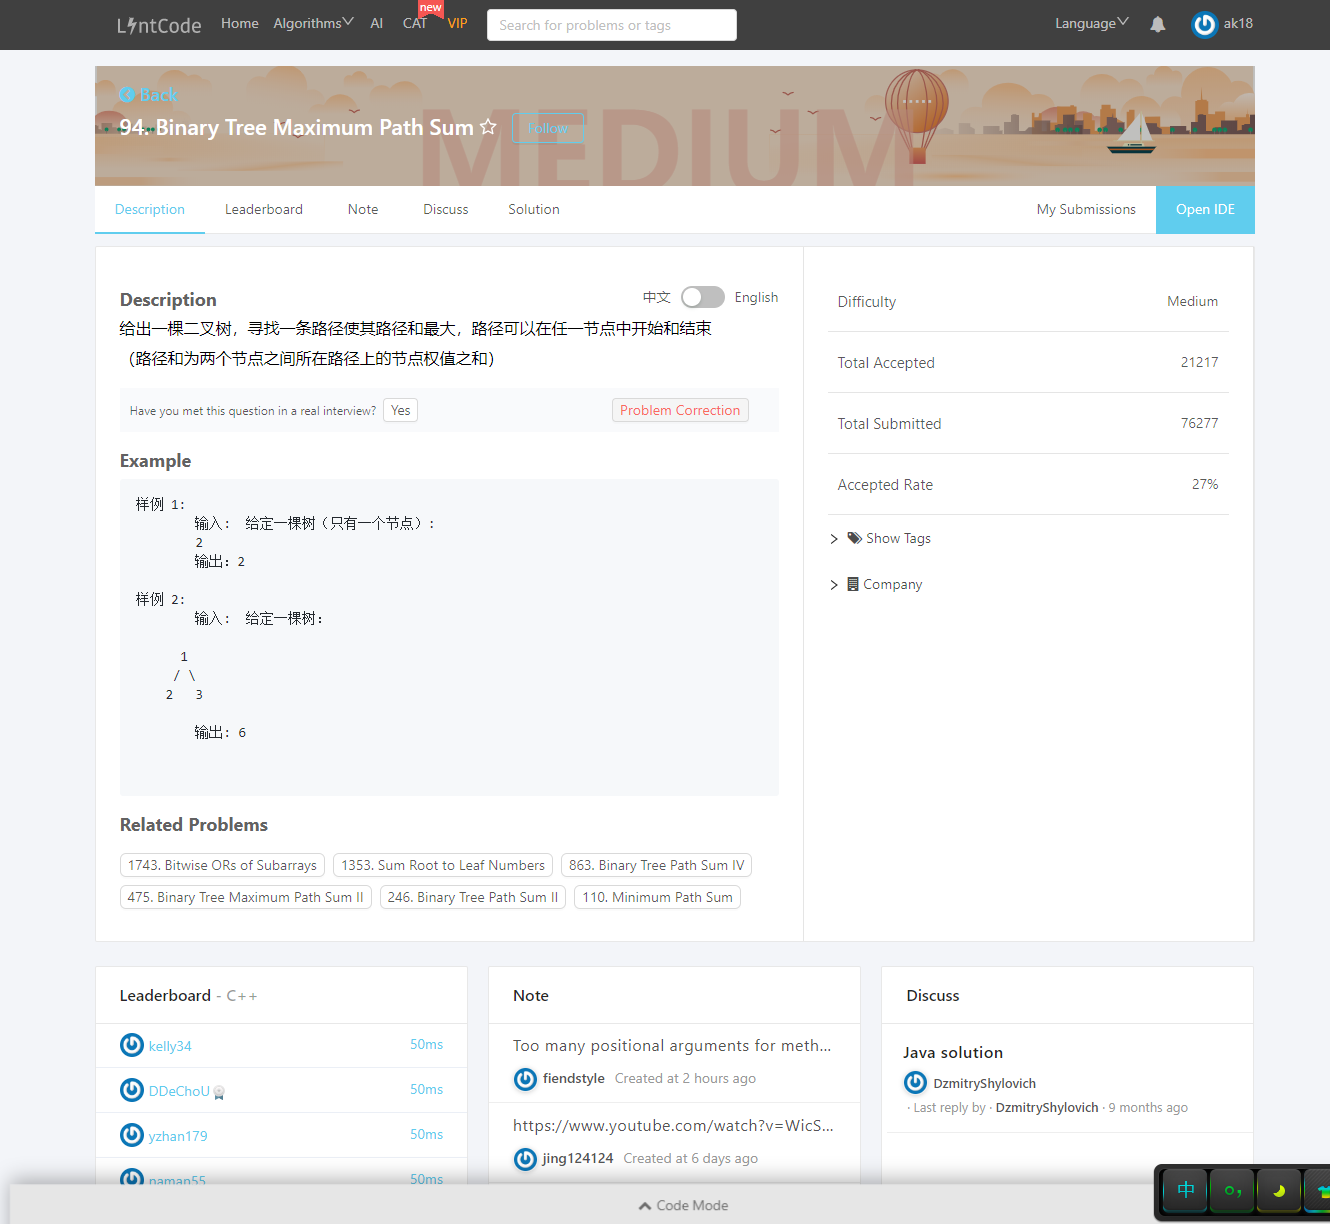 LintCode Home Algorithms AI CAT new VIP Search for problems or tags Language ak18
Back
94. Binary Tree Maximum Path Sum Follow
MEDIUM
Description Leaderboard Note Discuss Solution My Submissions Open IDE
Description 中文 English
给出一棵二叉树，寻找一条路径使其路径和最大，路径可以在任一节点中开始和结束
（路径和为两个节点之间所在路径上的节点权值之和）
Have you met this question in a real interview? Yes Problem Correction
Example
样例 1:
输入： 给定一棵树（只有一个节点）:
2
输出：2
样例 2:
输入： 给定一棵树:
1
/ \
2 3
输出: 6
Related Problems
1743. Bitwise ORs of Subarrays 1353. Sum Root to Leaf Numbers 863. Binary Tree Path Sum IV
475. Binary Tree Maximum Path Sum II 246. Binary Tree Path Sum II 110. Minimum Path Sum
Difficulty Medium
Total Accepted 21217
Total Submitted 76277
Accepted Rate 27%
Show Tags
Company
Leaderboard - C++
kelly34 50ms
DDeChoU 50ms
yzhan179 50ms
naman55 50ms
Note
Too many positional arguments for meth...
fiendstyle Created at 2 hours ago
https://www.youtube.com/watch?v=WicS...
jing124124 Created at 6 days ago
Discuss
Java solution
DzmitryShylovich
· Last reply by · DzmitryShylovich · 9 months ago
Code Mode
中